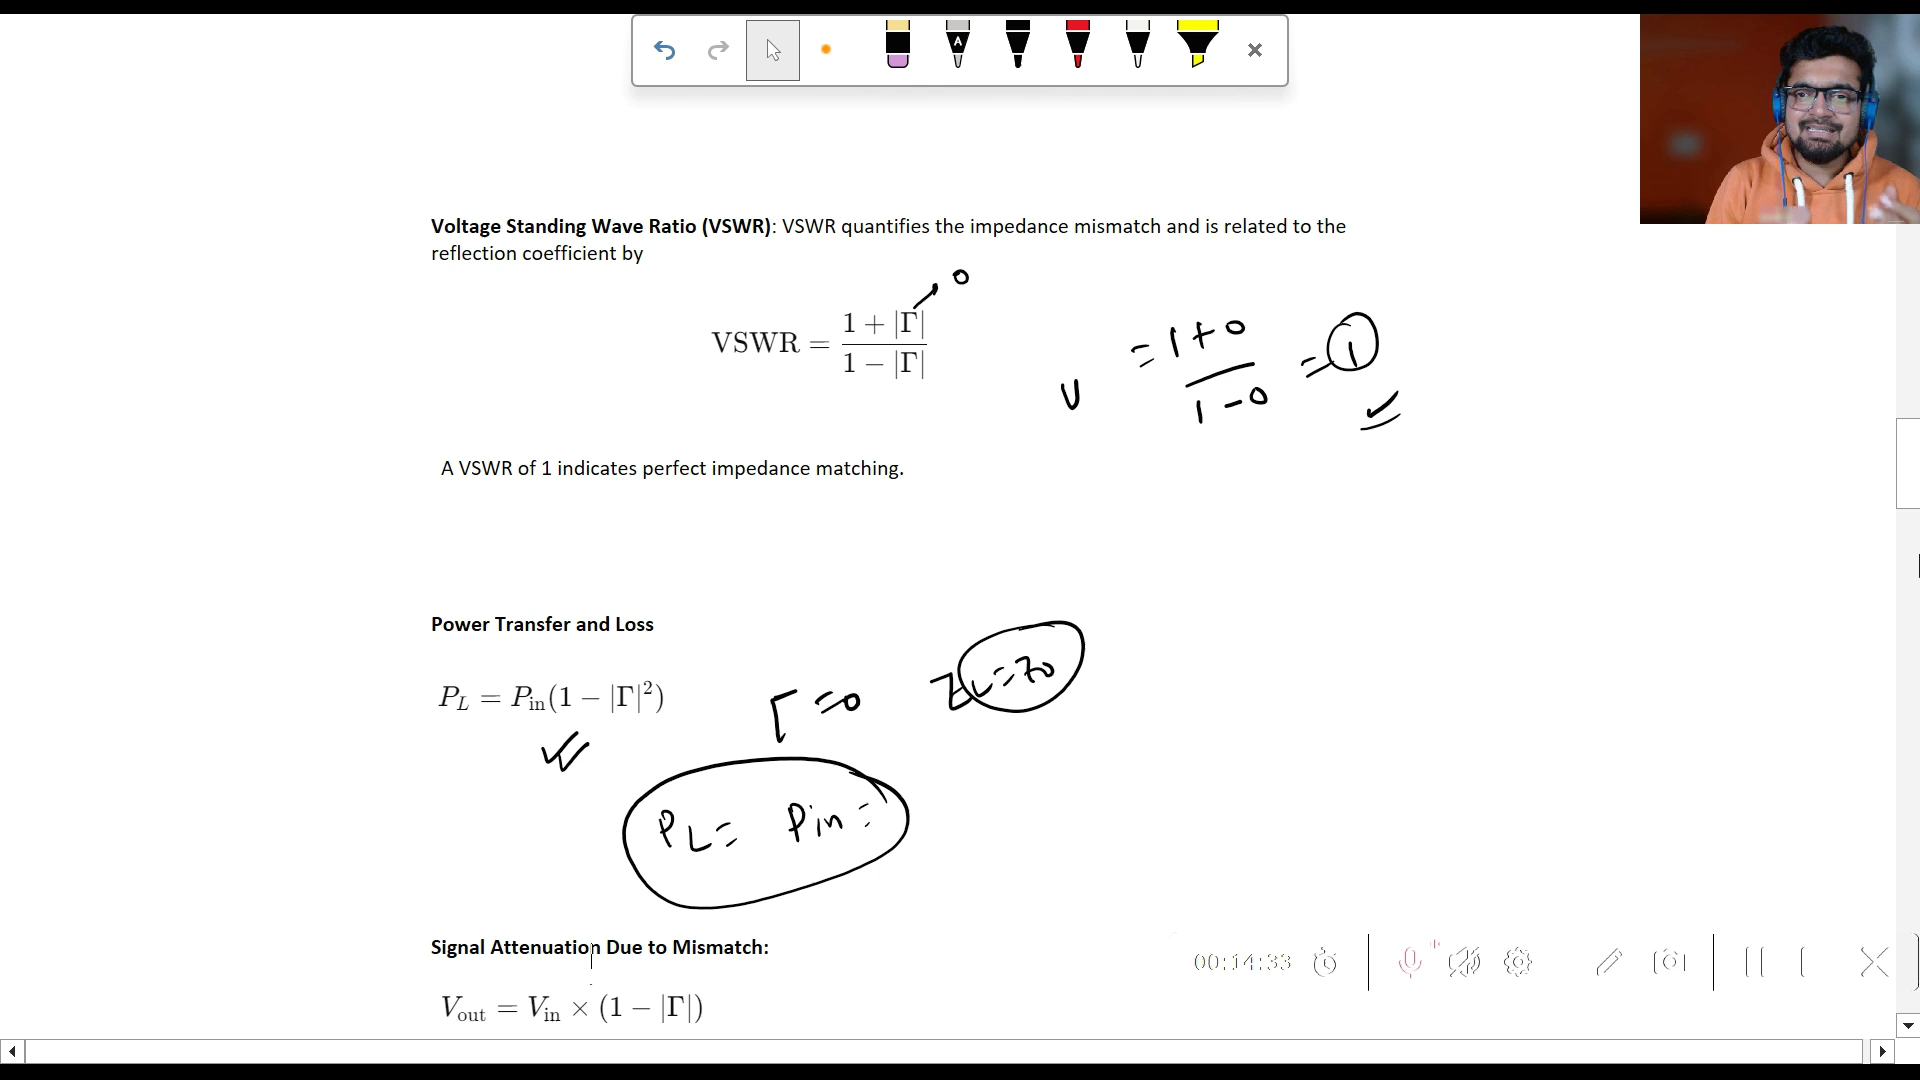 A
Voltage Standing Wave Ratio (VSWR): VSWR quantifies the impedance mismatch and is related to the
reflection coefficient by
0
VSWR = \frac{1 + |Γ|}{1 − |Γ|}
V = \frac{1+0}{1-0} = 1
A VSWR of 1 indicates perfect impedance matching.
Power Transfer and Loss
P_L = P_in(1 − |Γ|²)
Γ = 0
ZL = Z0
PL = Pin =
Signal Attenuation Due to Mismatch:
00:14:33
V_out = V_in × (1 − |Γ|)